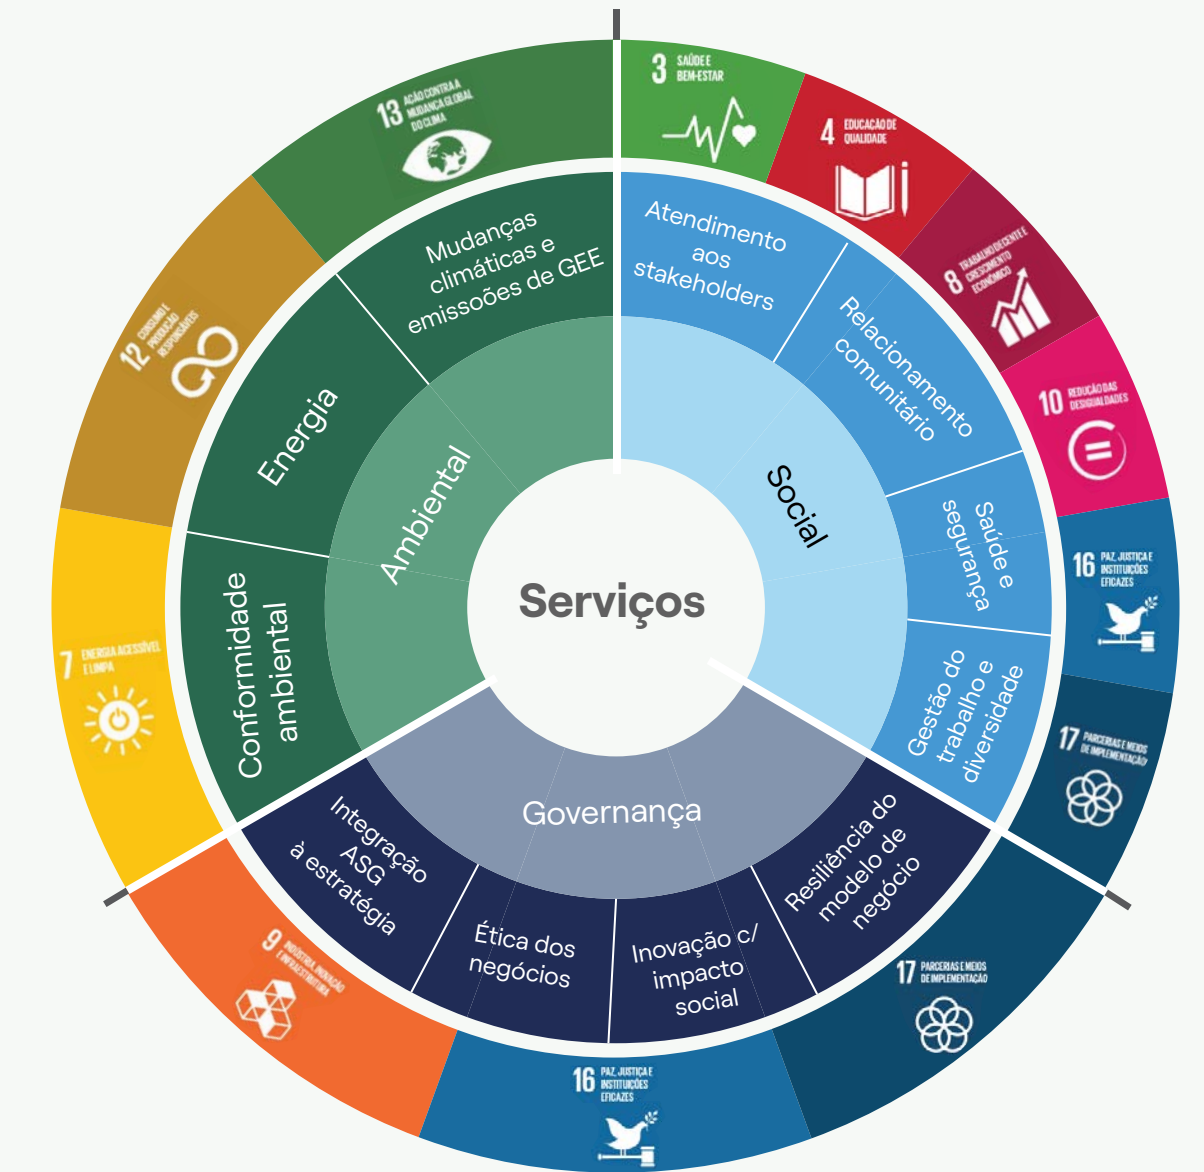 13 AÇÃO CONTRA A
MUDANÇA GLOBAL
DO CLIMA
3 SAÚDE E
BEM-ESTAR
4 EDUCAÇÃO DE
QUALIDADE
8 TRABALHO DECENTE E
CRESCIMENTO
ECONÔMICO
10 REDUÇÃO DAS
DESIGUALDADES
16 PAZ, JUSTIÇA E
INSTITUIÇÕES
EFICAZES
17 PARCERIAS E MEIOS
DE IMPLEMENTAÇÃO
17 PARCERIAS E MEIOS
DE IMPLEMENTAÇÃO
16 PAZ, JUSTIÇA E
INSTITUIÇÕES
EFICAZES
9 INDÚSTRIA, INOVAÇÃO
E INFRAESTRUTURA
7 ENERGIA ACESSÍVEL
E LIMPA
12 CONSUMO E
PRODUÇÃO
RESPONSÁVEIS
Mudanças
climáticas e
emissoões de GEE
Atendimento
aos
stakeholders
Relacionamento
comunitário
Saúde e
segurança
Gestão do
trabalho e
diversidade
Resiliência do
modelo de
negócio
Inovação c/
impacto
social
Ética dos
negócios
Integração
ASG
à estratégia
Conformidade
ambiental
Energia
Ambiental
Social
Governança
Serviços